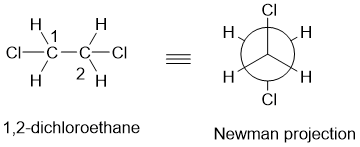 H 1 H Cl
Cl C C Cl H H
H 2 H H H
Cl
1,2-dichloroethane Newman projection